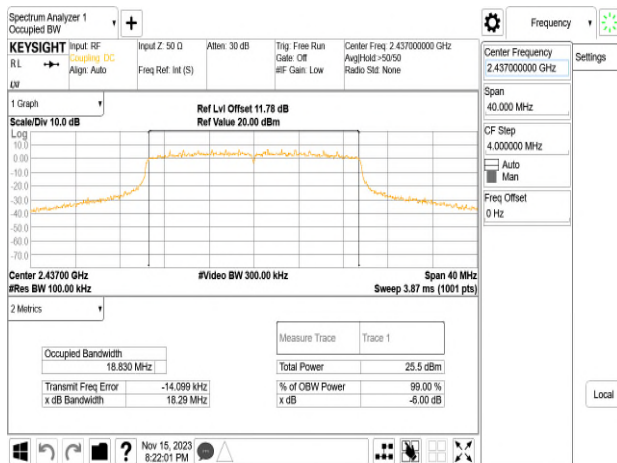 Spectrum Analyzer 1
Occupied BW
Frequency
KEYSIGHT
Input: RF
Input Z: 50 Ω
Atten: 30 dB
Trig: Free Run
Center Freq: 2.437000000 GHz
RL
Coupling: DC
Gate: Off
Avg|Hold:>50/50
Align: Auto
Freq Ref: Int (S)
#IF Gain: Low
Radio Std: None
Center Frequency
2.437000000 GHz
Settings
Span
40.000 MHz
CF Step
4.000000 MHz
Auto
Man
Freq Offset
0 Hz
1 Graph
Ref Lvl Offset 11.78 dB
Scale/Div 10.0 dB
Ref Value 20.00 dBm
Log
10.0
0.00
-10.0
-20.0
-30.0
-40.0
-50.0
-60.0
-70.0
Center 2.43700 GHz
#Video BW 300.00 kHz
Span 40 MHz
#Res BW 100.00 kHz
Sweep 3.87 ms (1001 pts)
2 Metrics
Measure Trace
Trace 1
Occupied Bandwidth
18.830 MHz
Total Power
25.5 dBm
Transmit Freq Error
-14.099 kHz
% of OBW Power
99.00 %
x dB Bandwidth
18.29 MHz
x dB
-6.00 dB
Local
Nov 15, 2023
8:22:01 PM